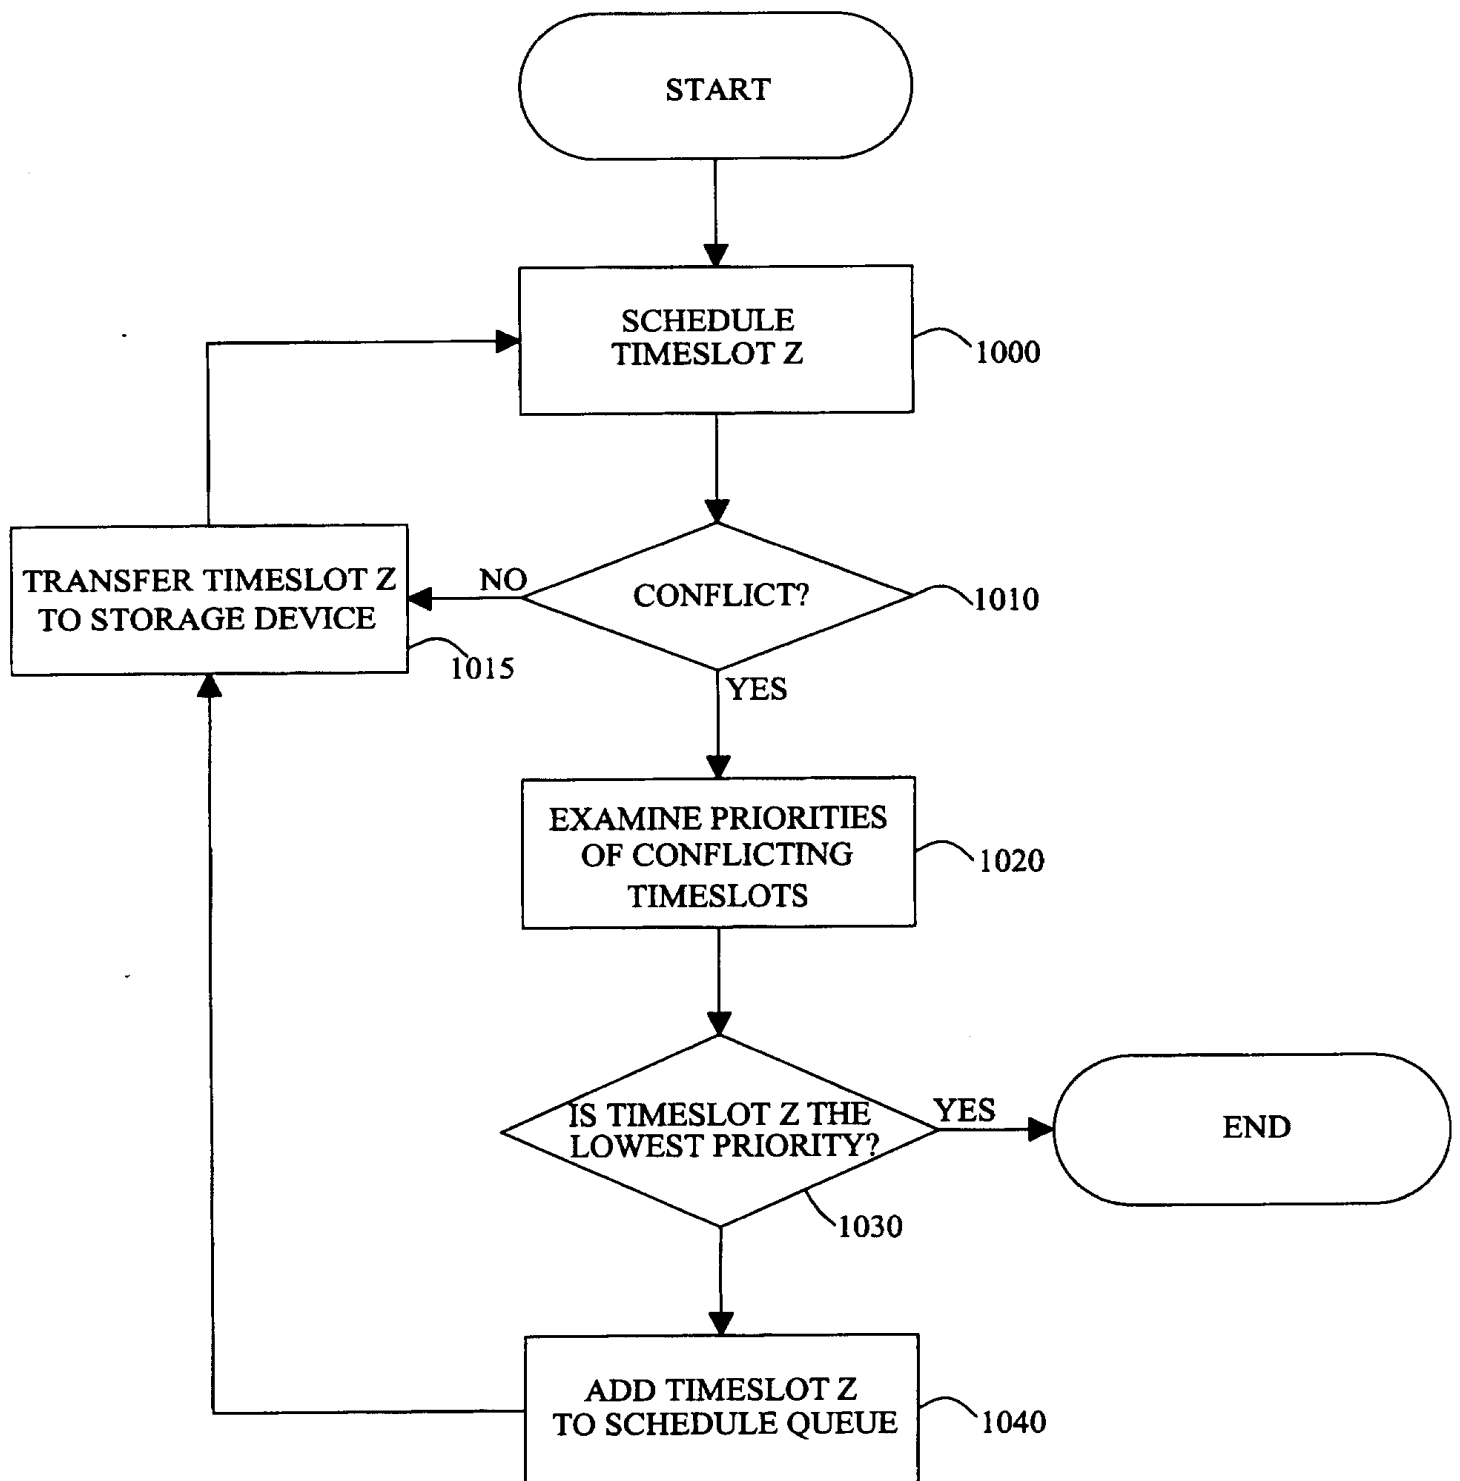 START
SCHEDULE
TIMESLOT Z
1000
TRANSFER TIMESLOT Z
TO STORAGE DEVICE
1015
NO
CONFLICT?
1010
YES
EXAMINE PRIORITIES
OF CONFLICTING
TIMESLOTS
1020
IS TIMESLOT Z THE
LOWEST PRIORITY?
1030
YES
END
ADD TIMESLOT Z
TO SCHEDULE QUEUE
1040